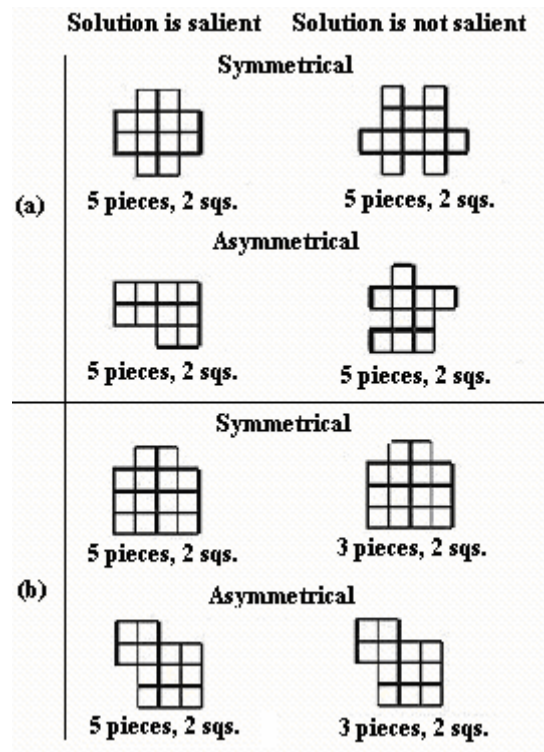 Solution is salient Solution is not salient
Symmetrical
5 pieces, 2 sqs. 5 pieces, 2 sqs.
(a)
Asymmetrical
5 pieces, 2 sqs. 5 pieces, 2 sqs.
Symmetrical
5 pieces, 2 sqs. 3 pieces, 2 sqs.
(b)
Asymmetrical
5 pieces, 2 sqs. 3 pieces, 2 sqs.